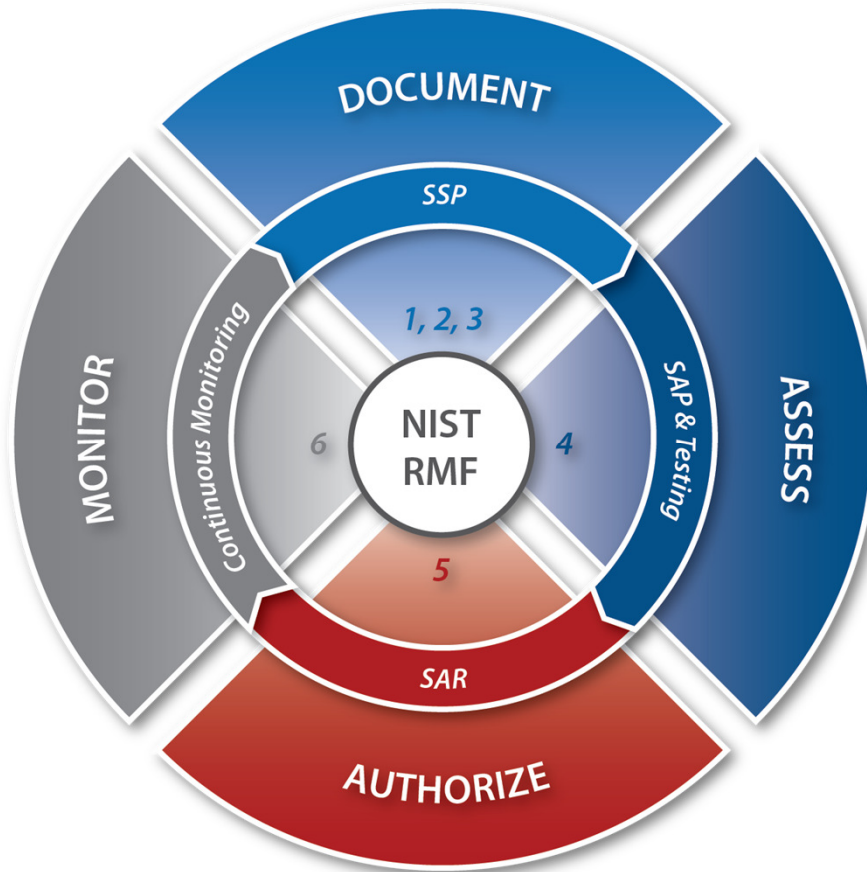 DOCUMENT
SSP
1, 2, 3
MONITOR
Continuous Monitoring
6
NIST
RMF
4
SAP & Testing
ASSESS
5
SAR
AUTHORIZE